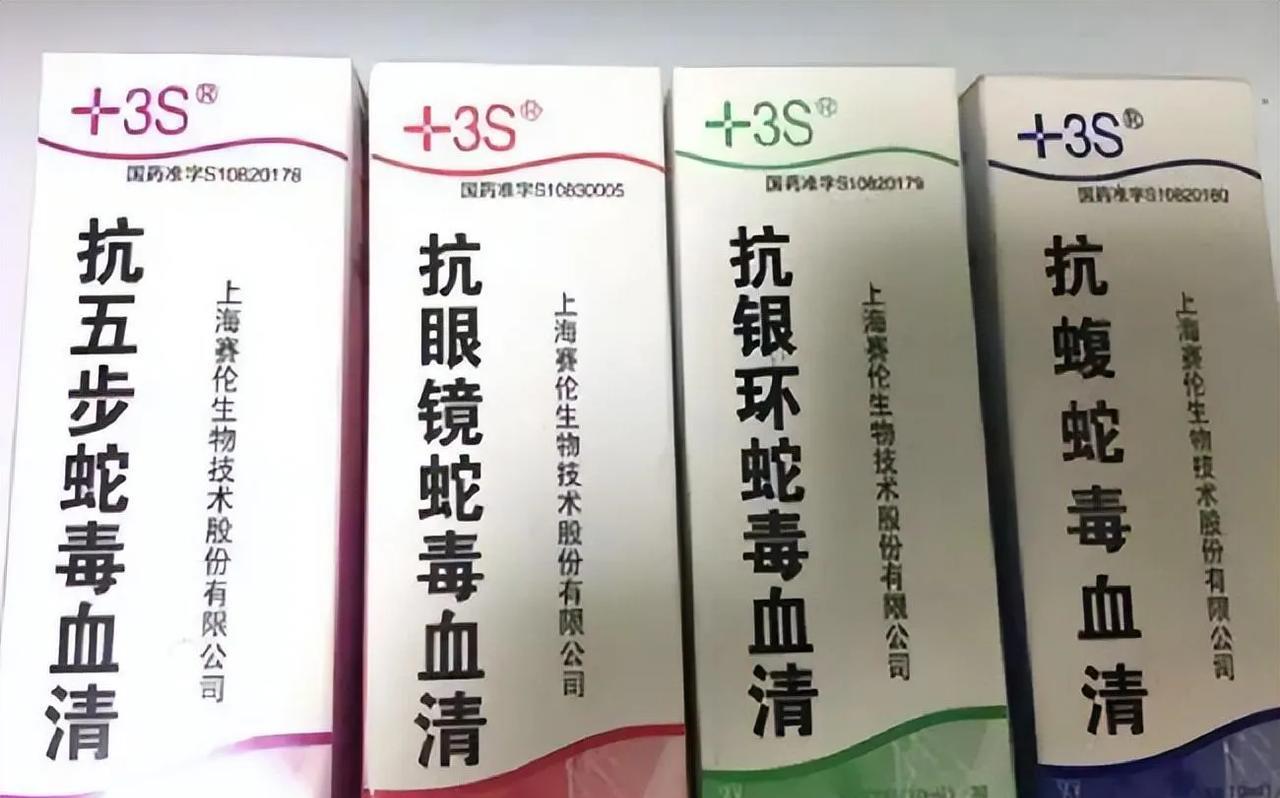 +3S®
国药准字S10820178
抗五步蛇毒血清
上海赛伦生物技术股份有限公司
+3S®
国药准字S10830005
抗眼镜蛇毒血清
上海赛伦生物技术股份有限公司
+3S®
国药准字S10820179
抗银环蛇毒血清
上海赛伦生物技术股份有限公司
+3S®
国药准字S10820180
抗蝮蛇毒血清
上海赛伦生物技术股份有限公司